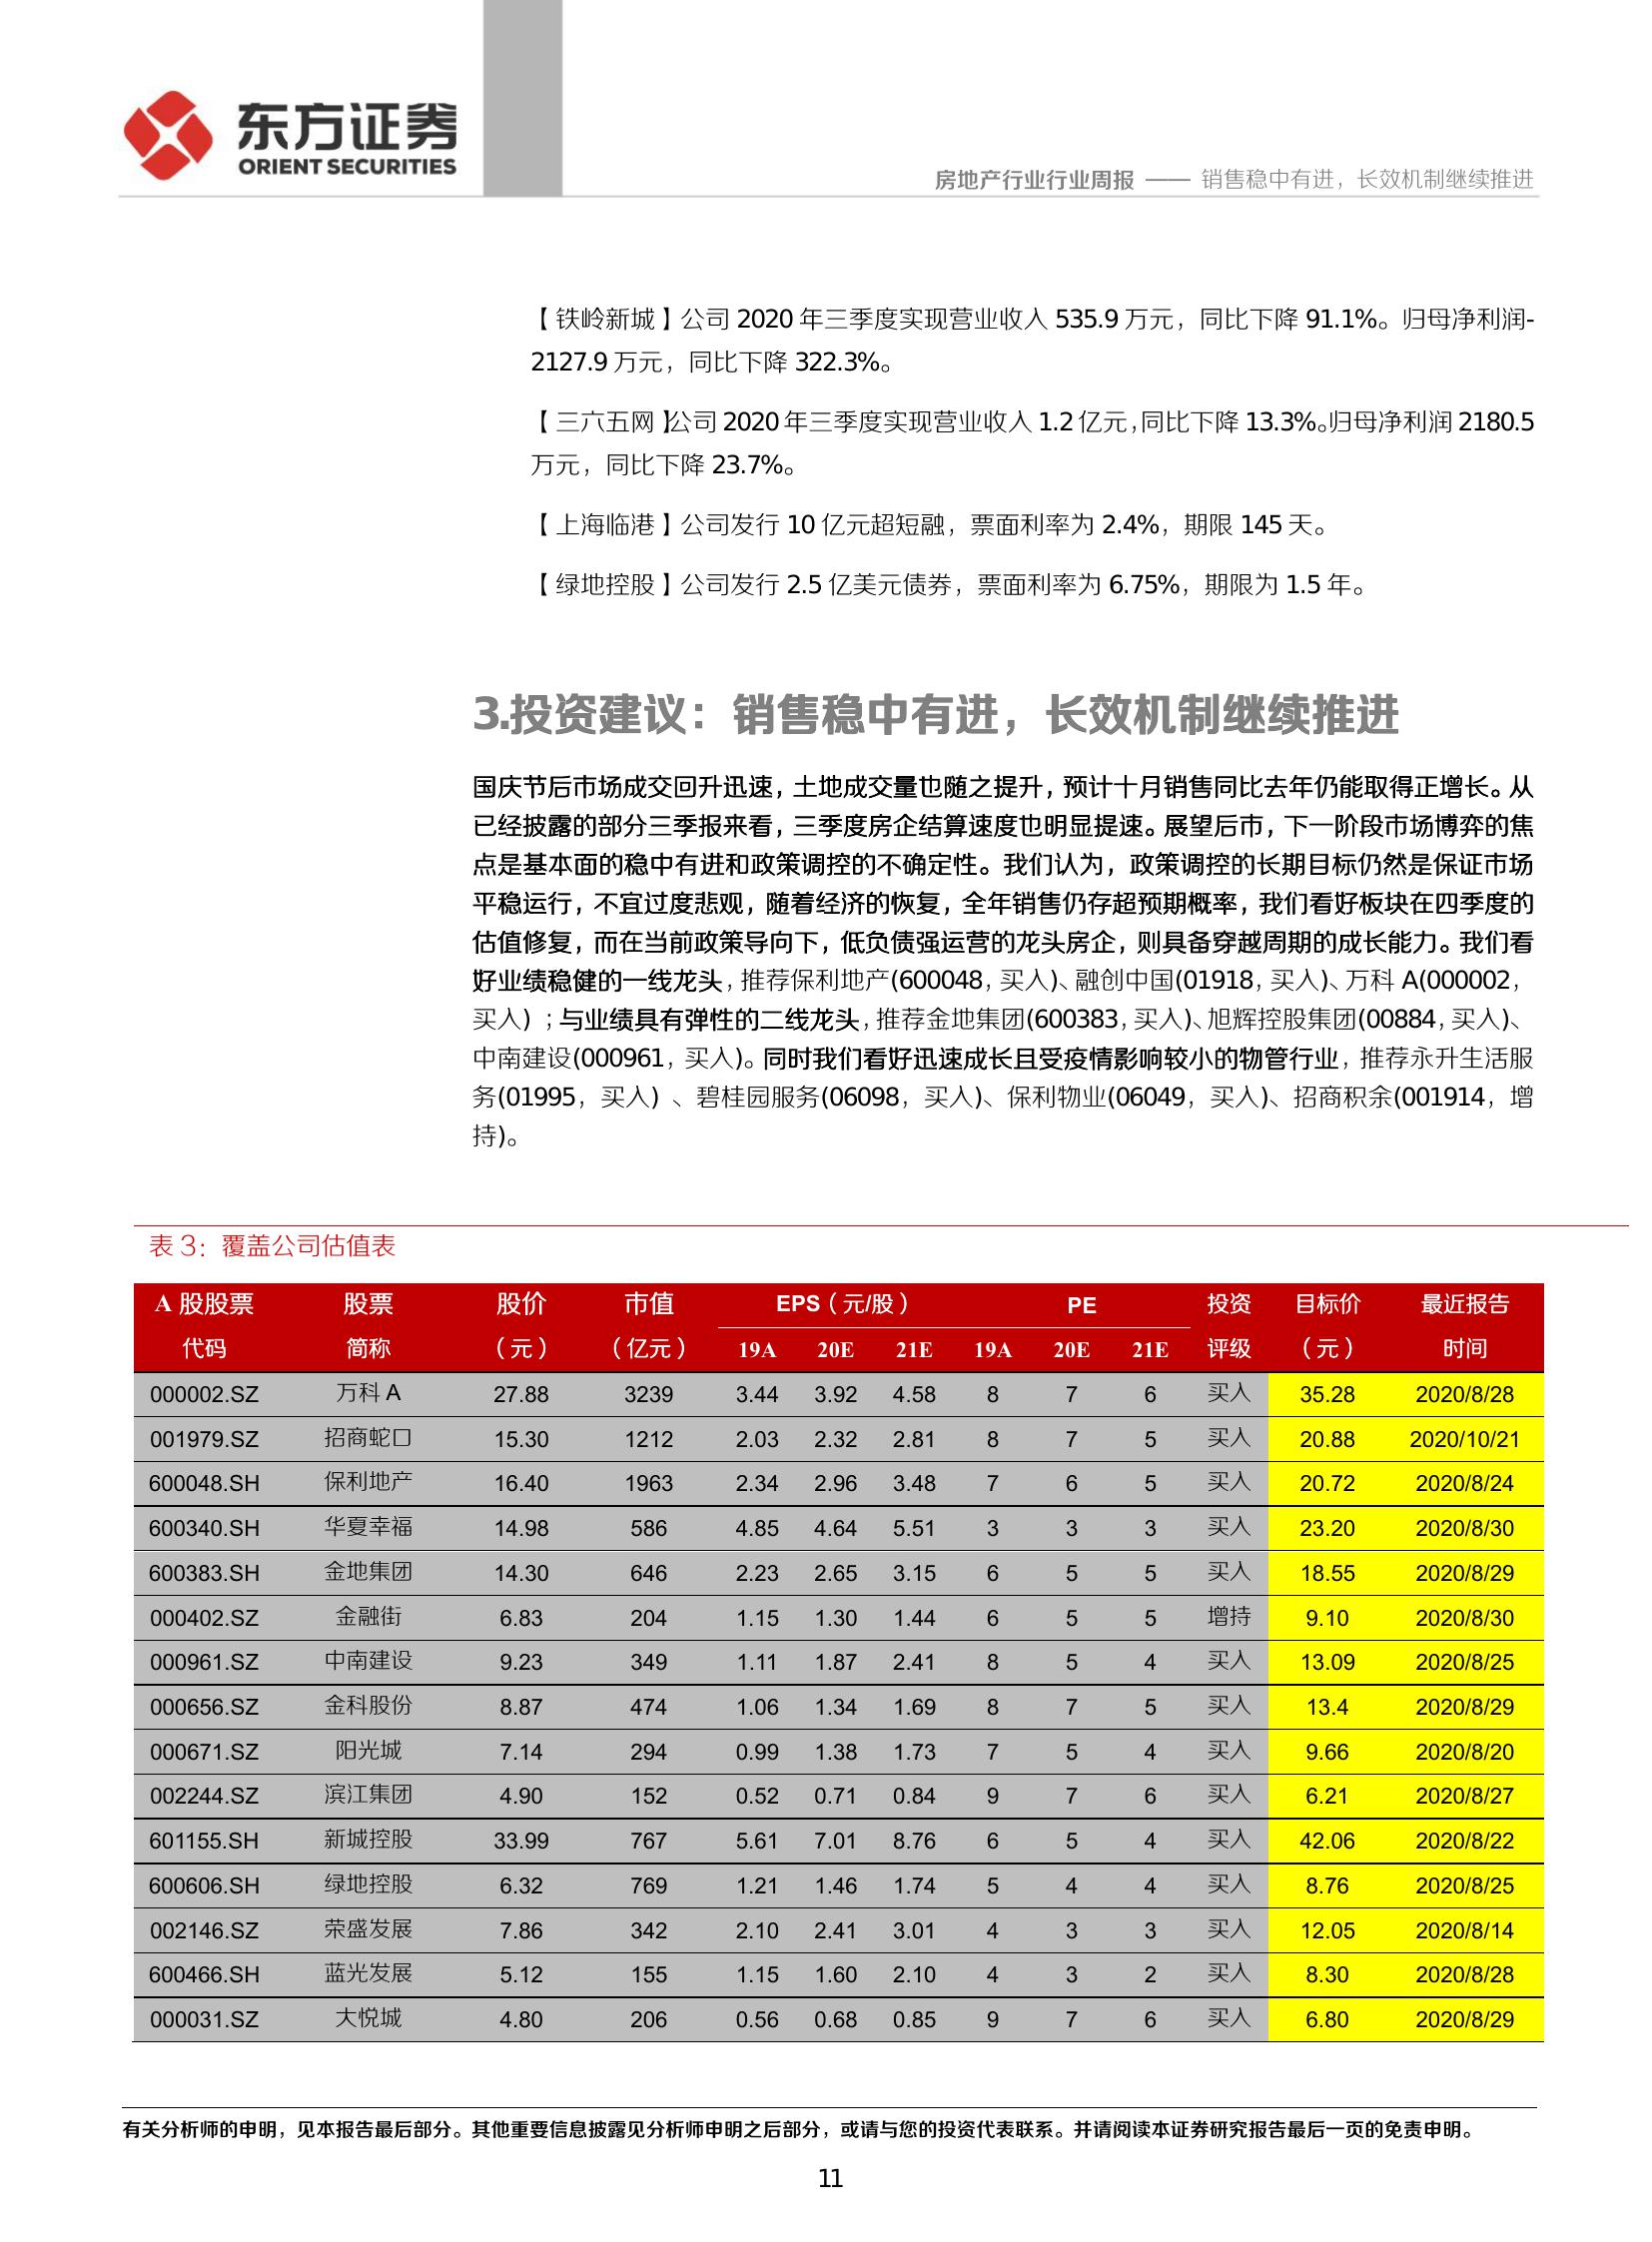 东方证券
ORIENT SECURITIES
房地产行业行业周报 —— 销售稳中有进，长效机制继续推进
【铁岭新城】公司 2020 年三季度实现营业收入 535.9 万元，同比下降 91.1%。归母净利润-
2127.9 万元，同比下降 322.3%。
【三六五网】公司 2020 年三季度实现营业收入 1.2 亿元，同比下降 13.3%。归母净利润 2180.5
万元，同比下降 23.7%。
【上海临港】公司发行 10 亿元超短融，票面利率为 2.4%，期限 145 天。
【绿地控股】公司发行 2.5 亿美元债券，票面利率为 6.75%，期限为 1.5 年。
3.投资建议：销售稳中有进，长效机制继续推进
国庆节后市场成交回升迅速，土地成交量也随之提升，预计十月销售同比去年仍能取得正增长。从
已经披露的部分三季报来看，三季度房企结算速度也明显提速。展望后市，下一阶段市场博弈的焦
点是基本面的稳中有进和政策调控的不确定性。我们认为，政策调控的长期目标仍然是保证市场
平稳运行，不宜过度悲观，随着经济的恢复，全年销售仍存超预期概率，我们看好板块在四季度的
估值修复，而在当前政策导向下，低负债强运营的龙头房企，则具备穿越周期的成长能力。我们看
好业绩稳健的一线龙头，推荐保利地产(600048，买入)、融创中国(01918，买入)、万科 A(000002，
买入）；与业绩具有弹性的二线龙头，推荐金地集团(600383，买入)、旭辉控股集团(00884，买入)、
中南建设(000961，买入)。同时我们看好迅速成长且受疫情影响较小的物管行业，推荐永升生活服
务(01995，买入）、碧桂园服务(06098，买入)、保利物业(06049，买入)、招商积余(001914，增
持)。
表 3：覆盖公司估值表
A 股股票 股票 股价 市值 EPS（元/股） PE 投资 目标价 最近报告
代码 简称 （元） （亿元） 19A 20E 21E 19A 20E 21E 评级 （元） 时间
000002.SZ 万科 A 27.88 3239 3.44 3.92 4.58 8 7 6 买入 35.28 2020/8/28
001979.SZ 招商蛇口 15.30 1212 2.03 2.32 2.81 8 7 5 买入 20.88 2020/10/21
600048.SH 保利地产 16.40 1963 2.34 2.96 3.48 7 6 5 买入 20.72 2020/8/24
600340.SH 华夏幸福 14.98 586 4.85 4.64 5.51 3 3 3 买入 23.20 2020/8/30
600383.SH 金地集团 14.30 646 2.23 2.65 3.15 6 5 5 买入 18.55 2020/8/29
000402.SZ 金融街 6.83 204 1.15 1.30 1.44 6 5 5 增持 9.10 2020/8/30
000961.SZ 中南建设 9.23 349 1.11 1.87 2.41 8 5 4 买入 13.09 2020/8/25
000656.SZ 金科股份 8.87 474 1.06 1.34 1.69 8 7 5 买入 13.4 2020/8/29
000671.SZ 阳光城 7.14 294 0.99 1.38 1.73 7 5 4 买入 9.66 2020/8/20
002244.SZ 滨江集团 4.90 152 0.52 0.71 0.84 9 7 6 买入 6.21 2020/8/27
601155.SH 新城控股 33.99 767 5.61 7.01 8.76 6 5 4 买入 42.06 2020/8/22
600606.SH 绿地控股 6.32 769 1.21 1.46 1.74 5 4 4 买入 8.76 2020/8/25
002146.SZ 荣盛发展 7.86 342 2.10 2.41 3.01 4 3 3 买入 12.05 2020/8/14
600466.SH 蓝光发展 5.12 155 1.15 1.60 2.10 4 3 2 买入 8.30 2020/8/28
000031.SZ 大悦城 4.80 206 0.56 0.68 0.85 9 7 6 买入 6.80 2020/8/29
有关分析师的申明，见本报告最后部分。其他重要信息披露见分析师申明之后部分，或请与您的投资代表联系。并请阅读本证券研究报告最后一页的免责申明。
11